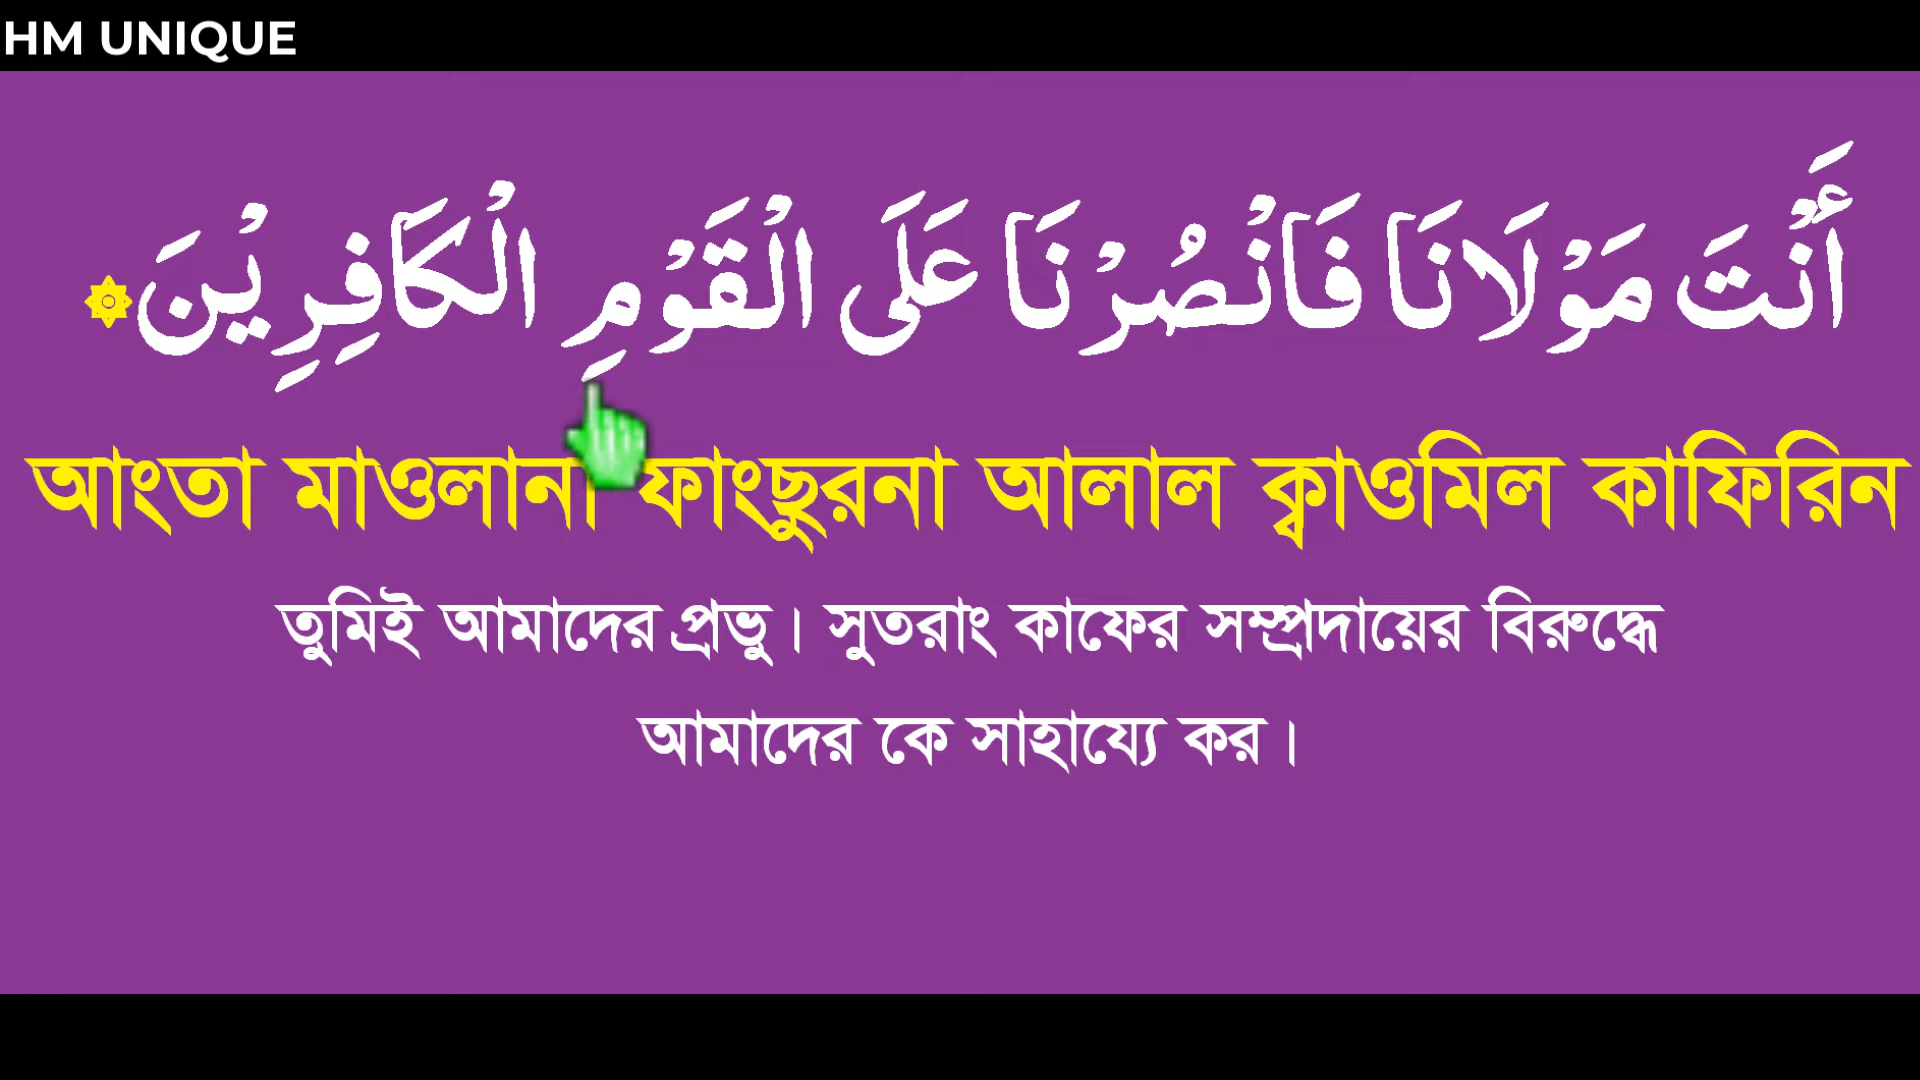 HM UNIQUE
أَنْتَ مَوْلَانَا فَانْصُرْنَا عَلَى الْقَوْمِ الْكَافِرِيْنَ۞
আংতা মাওলানা ফাংছুরনা আলাল ক্বাওমিল কাফিরিন
তুমিই আমাদের প্রভু। সুতরাং কাফের সম্প্রদায়ের বিরুদ্ধে
আমাদের কে সাহায্যে কর।